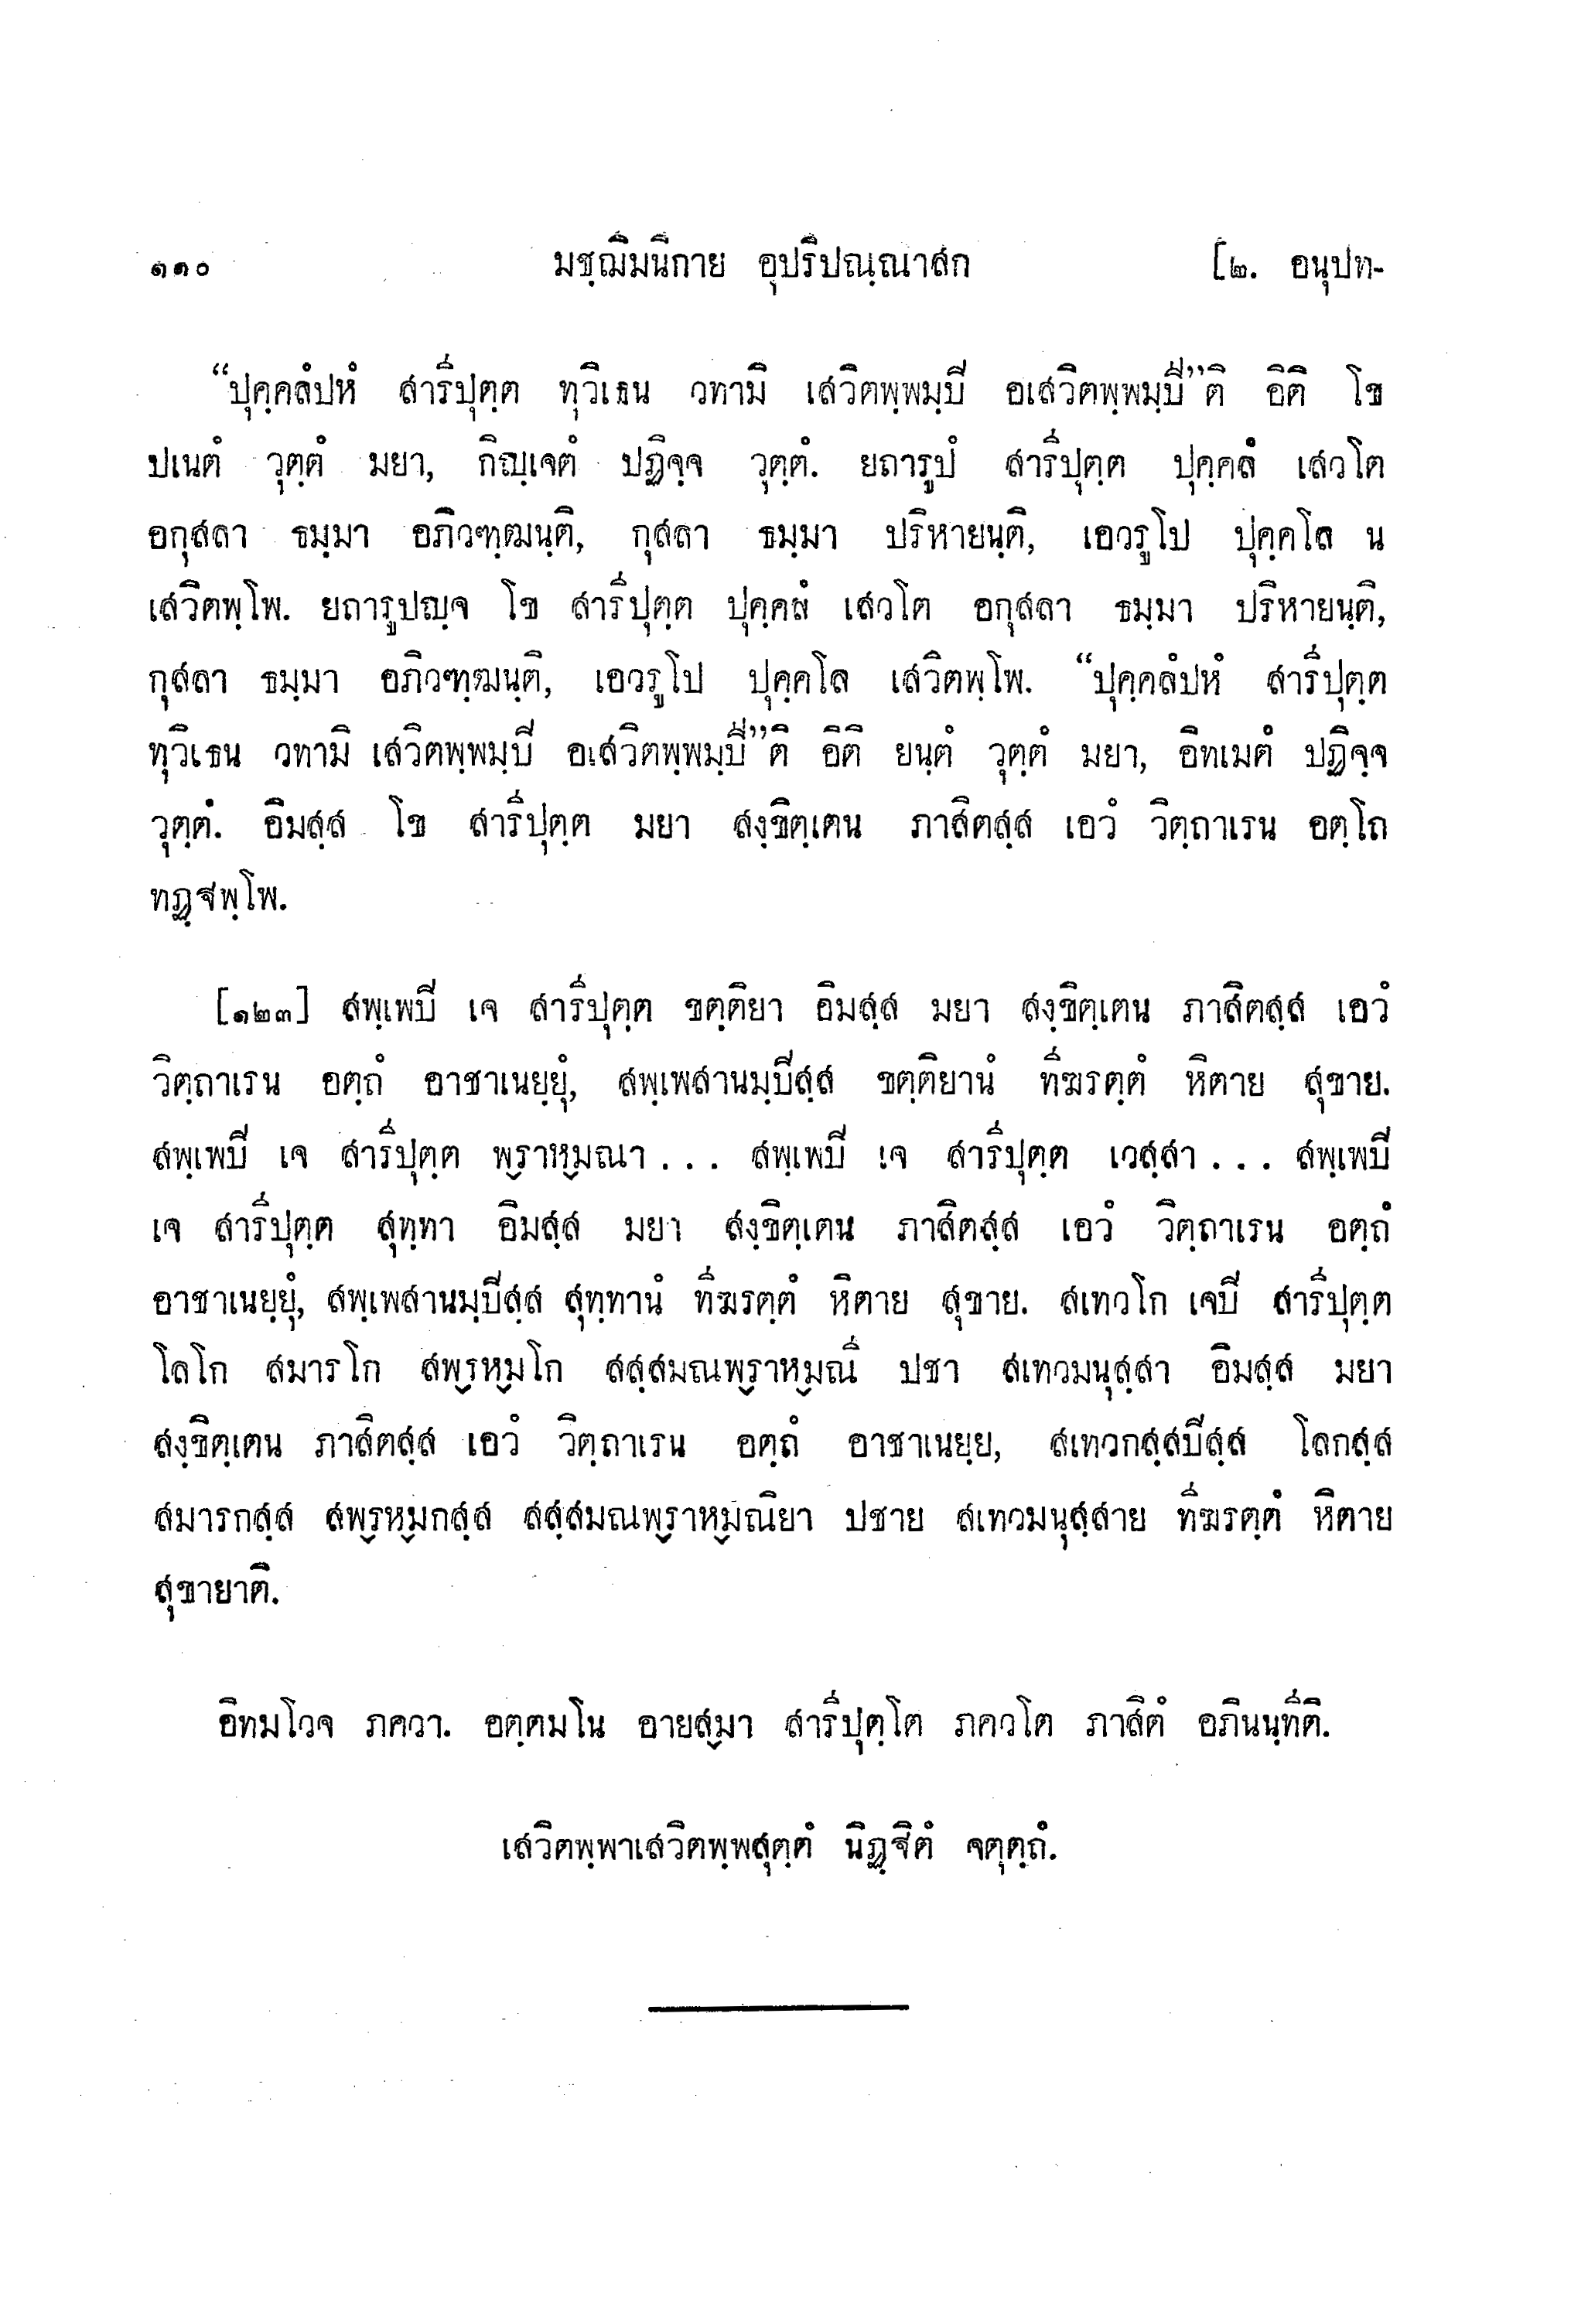 ๑๑๐ มชฺฌิมนิกาย อุปริปณฺณาสก [๒. อนุปท-
“ปุคฺคลํปหํ สาริปุตฺต ทุวิเธน วทามิ เสวิตพฺพมฺปิ อเสวิตพฺพมฺปี”ติ อิติ โข
ปเนตํ วุตฺตํ มยา, กิญฺเจตํ ปฏิจฺจ วุตฺตํ. ยถารูปํ สาริปุตฺต ปุคฺคลํ เสวโต
อกุสลา ธมฺมา อภิวฑฺฒนฺติ, กุสลา ธมฺมา ปริหายนฺติ, เอวรูโป ปุคฺคโล น
เสวิตพฺโพ. ยถารูปญฺจ โข สาริปุตฺต ปุคฺคลํ เสวโต อกุสลา ธมฺมา ปริหายนฺติ,
กุสลา ธมฺมา อภิวฑฺฒนฺติ, เอวรูโป ปุคฺคโล เสวิตพฺโพ. “ปุคฺคลํปหํ สาริปุตฺต
ทุวิเธน วทามิ เสวิตพฺพมฺปิ อเสวิตพฺพมฺปี”ติ อิติ ยนฺตํ วุตฺตํ มยา, อิทเมตํ ปฏิจฺจ
วุตฺตํ. อิมสฺส โข สาริปุตฺต มยา สงฺขิตฺเตน ภาสิตสฺส เอวํ วิตฺถาเรน อตฺโถ
ทฏฺฐพฺโพ.
[๑๒๓] สพฺเพปิ เจ สาริปุตฺต ขตฺติยา อิมสฺส มยา สงฺขิตฺเตน ภาสิตสฺส เอวํ
วิตฺถาเรน อตฺถํ อาชาเนยฺยุํ, สพฺเพสานมฺปิสฺส ขตฺติยานํ ทีฆรตฺตํ หิตาย สุขาย.
สพฺเพปิ เจ สาริปุตฺต พฺราหฺมณา... สพฺเพปิ เจ สาริปุตฺต เวสฺสา... สพฺเพปิ
เจ สาริปุตฺต สุทฺทา อิมสฺส มยา สงฺขิตฺเตน ภาสิตสฺส เอวํ วิตฺถาเรน อตฺถํ
อาชาเนยฺยุํ, สพฺเพสานมฺปิสฺส สุทฺทานํ ทีฆรตฺตํ หิตาย สุขาย. สเทวโก เจปิ สาริปุตฺต
โลโก สมารโก สพฺรหฺมโก สสฺสมณพฺราหฺมณี ปชา สเทวมนุสฺสา อิมสฺส มยา
สงฺขิตฺเตน ภาสิตสฺส เอวํ วิตฺถาเรน อตฺถํ อาชาเนยฺย, สเทวกสฺสปิสฺส โลกสฺส
สมารกสฺส สพฺรหฺมกสฺส สสฺสมณพฺราหฺมณิยา ปชาย สเทวมนุสฺสาย ทีฆรตฺตํ หิตาย
สุขายาติ.
อิทมโวจ ภควา. อตฺตมโน อายสฺมา สาริปุตฺโต ภควโต ภาสิตํ อภินนฺทีติ.
เสวิตพฺพาเสวิตพฺพสุตฺตํ นิฏฺฐิตํ จตุตฺถํ.